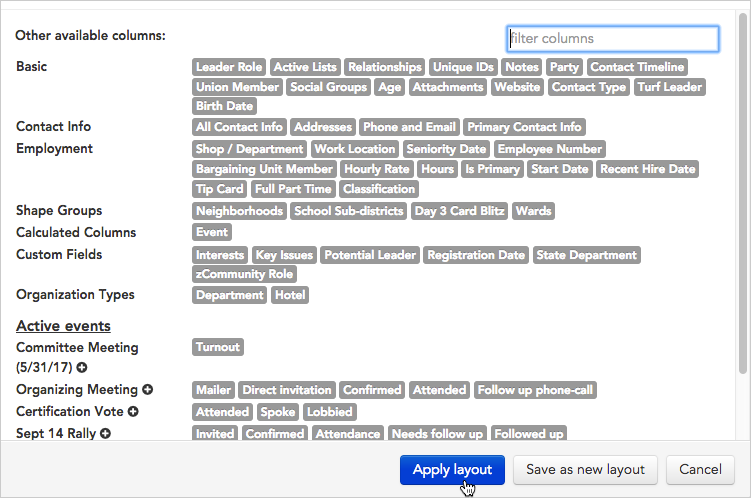 Other available columns: filter columns
Basic Leader Role Active Lists Relationships Unique IDs Notes Party Contact Timeline
Union Member Social Groups Age Attachments Website Contact Type Turf Leader
Birth Date
Contact Info All Contact Info Addresses Phone and Email Primary Contact Info
Employment Shop / Department Work Location Seniority Date Employee Number
Bargaining Unit Member Hourly Rate Hours Is Primary Start Date Recent Hire Date
Tip Card Full Part Time Classification
Shape Groups Neighborhoods School Sub-districts Day 3 Card Blitz Wards
Calculated Columns Event
Custom Fields Interests Key Issues Potential Leader Registration Date State Department
zCommunity Role
Organization Types Department Hotel
Active events
Committee Meeting Turnout
(5/31/17)
Organizing Meeting Mailer Direct invitation Confirmed Attended Follow up phone-call
Certification Vote Attended Spoke Lobbied
Sept 14 Rally Invited Confirmed Attendance Needs follow up Followed up
Apply layout Save as new layout Cancel